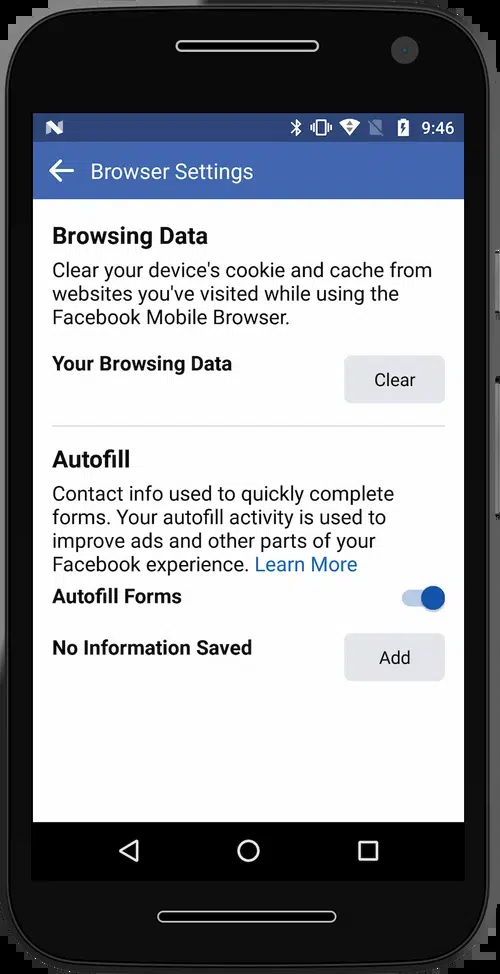 9:46
Browser Settings
Browsing Data
Clear your device's cookie and cache from
websites you've visited while using the
Facebook Mobile Browser.
Your Browsing Data
Clear
Autofill
Contact info used to quickly complete
forms. Your autofill activity is used to
improve ads and other parts of your
Facebook experience. Learn More
Autofill Forms
No Information Saved
Add